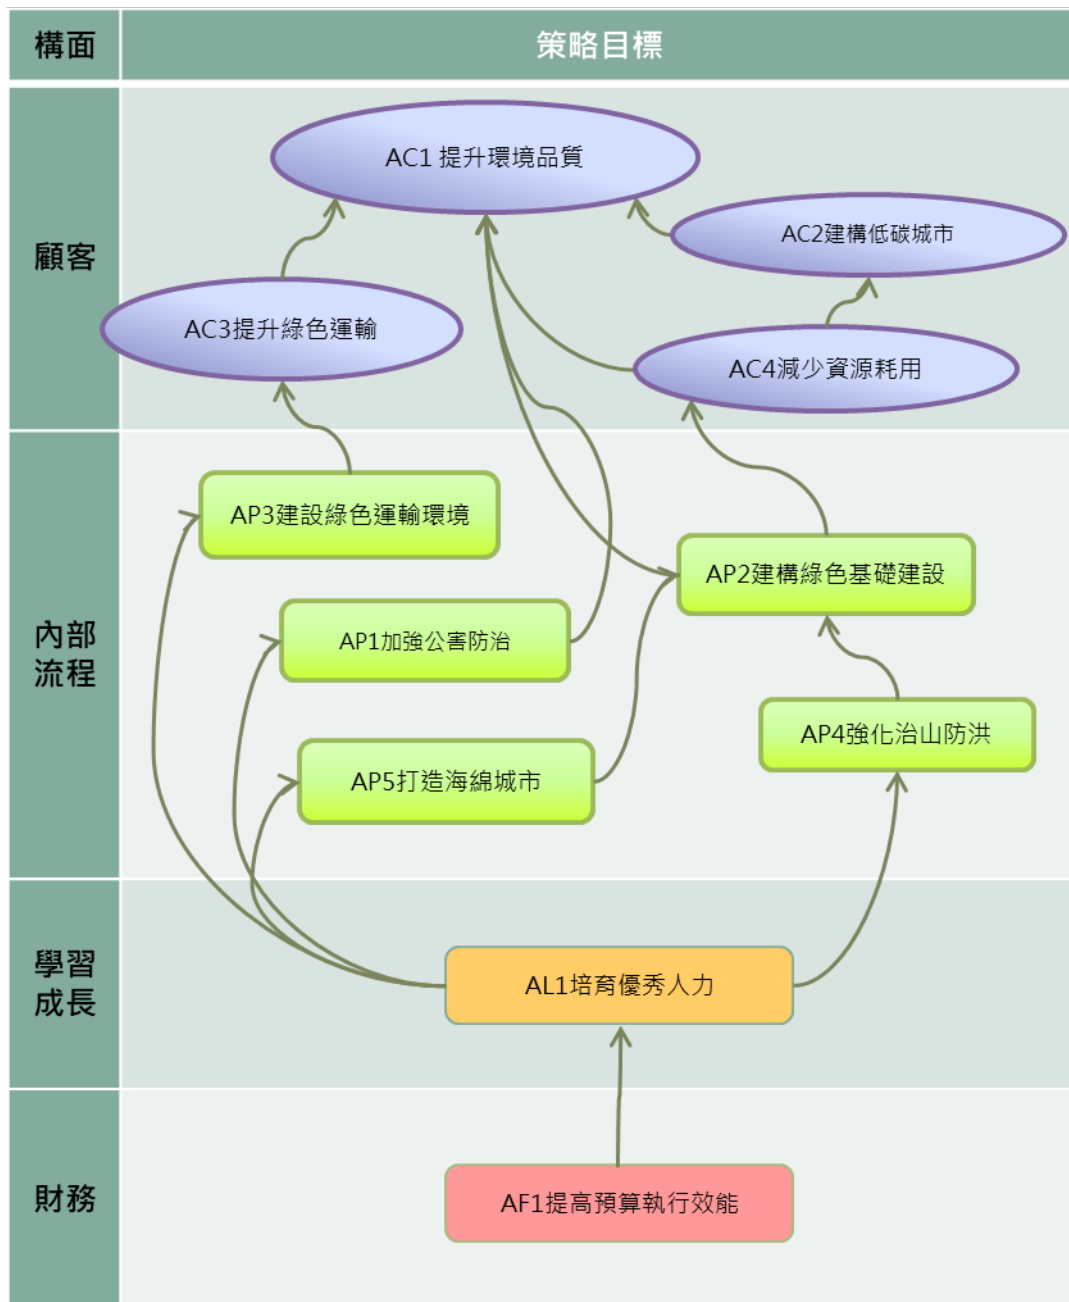 構面
策略目標
顧客
AC1 提升環境品質
AC2建構低碳城市
AC3提升綠色運輸
AC4減少資源耗用
內部
流程
AP3建設綠色運輸環境
AP2建構綠色基礎建設
AP1加強公害防治
AP4強化治山防洪
AP5打造海綿城市
學習
成長
AL1培育優秀人力
財務
AF1提高預算執行效能